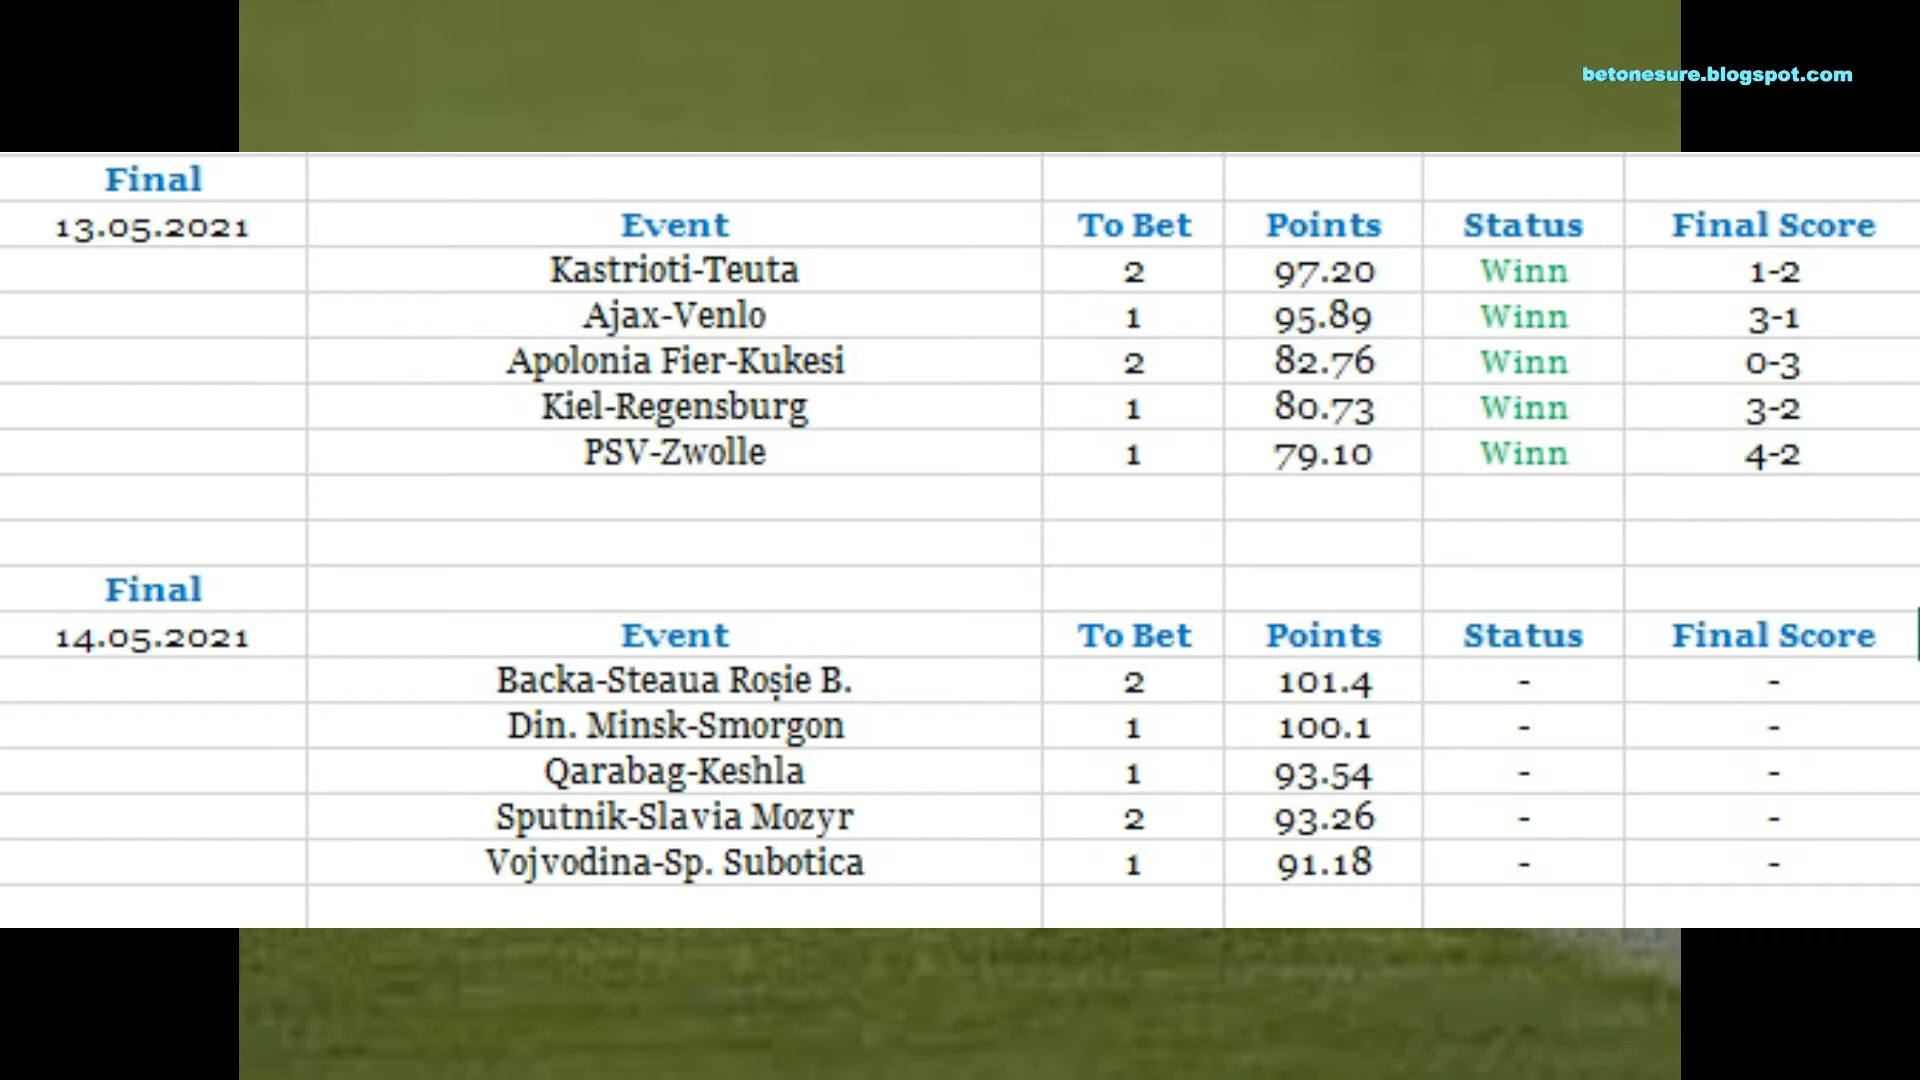 betonesure.blogspot.com
Final
13.05.2021 Event To Bet Points Status Final Score
Kastrioti-Teuta 2 97.20 Winn 1-2
Ajax-Venlo 1 95.89 Winn 3-1
Apolonia Fier-Kukesi 2 82.76 Winn 0-3
Kiel-Regensburg 1 80.73 Winn 3-2
PSV-Zwolle 1 79.10 Winn 4-2
Final
14.05.2021 Event To Bet Points Status Final Score
Backa-Steaua Roșie B. 2 101.4 - -
Din. Minsk-Smorgon 1 100.1 - -
Qarabag-Keshla 1 93.54 - -
Sputnik-Slavia Mozyr 2 93.26 - -
Vojvodina-Sp. Subotica 1 91.18 - -